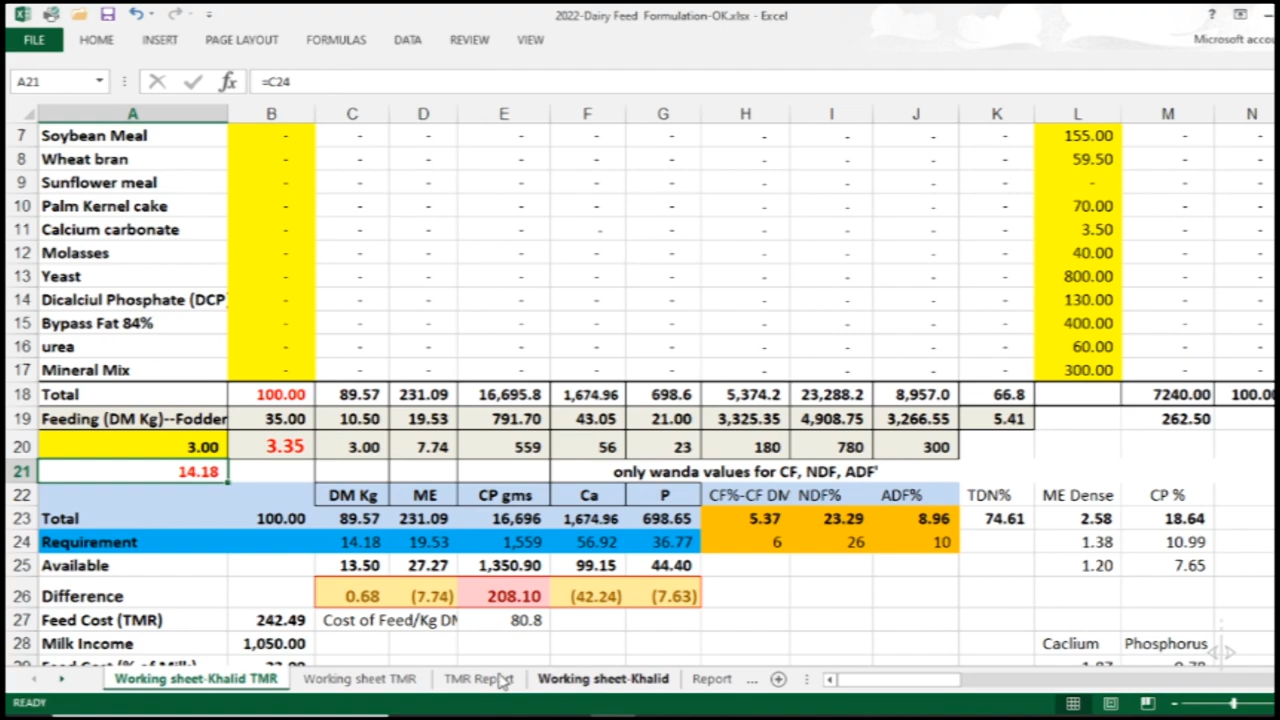 2022-Dairy Feed Formulation-OK.xlsx - Excel
FILE HOME INSERT PAGE LAYOUT FORMULAS DATA REVIEW VIEW Microsoft acco
A21 fx =C24
A B C D E F G H I J K L M N
7 Soybean Meal - - - - - - - - - - 155.00 - -
8 Wheat bran - - - - - - - - - - 59.50 - -
9 Sunflower meal - - - - - - - - - - - - -
10 Palm Kernel cake - - - - - - - - - - 70.00 - -
11 Calcium carbonate - - - - - - - - - - 3.50 - -
12 Molasses - - - - - - - - - - 40.00 - -
13 Yeast - - - - - - - - - - 800.00 - -
14 Dicalciul Phosphate (DCP) - - - - - - - - - - 130.00 - -
15 Bypass Fat 84% - - - - - - - - - - 400.00 - -
16 urea - - - - - - - - - - 60.00 - -
17 Mineral Mix - - - - - - - - - - 300.00 - -
18 Total 100.00 89.57 231.09 16,695.8 1,674.96 698.6 5,374.2 23,288.2 8,957.0 66.8 7240.00 100.00
19 Feeding (DM Kg)--Fodder 35.00 10.50 19.53 791.70 43.05 21.00 3,325.35 4,908.75 3,266.55 5.41 262.50
20 3.00 3.35 3.00 7.74 559 56 23 180 780 300
21 14.18 only wanda values for CF, NDF, ADF'
22 DM Kg ME CP gms Ca P CF%-CF DM NDF% ADF% TDN% ME Dense CP %
23 Total 100.00 89.57 231.09 16,696 1,674.96 698.65 5.37 23.29 8.96 74.61 2.58 18.64
24 Requirement 14.18 19.53 1,559 56.92 36.77 6 26 10 1.38 10.99
25 Available 13.50 27.27 1,350.90 99.15 44.40 1.20 7.65
26 Difference 0.68 (7.74) 208.10 (42.24) (7.63)
27 Feed Cost (TMR) 242.49 Cost of Feed/Kg DM 80.8
28 Milk Income 1,050.00 Caclium Phosphorus
Working sheet-Khalid TMR Working sheet TMR TMR Report Working sheet-Khalid Report ...
READY